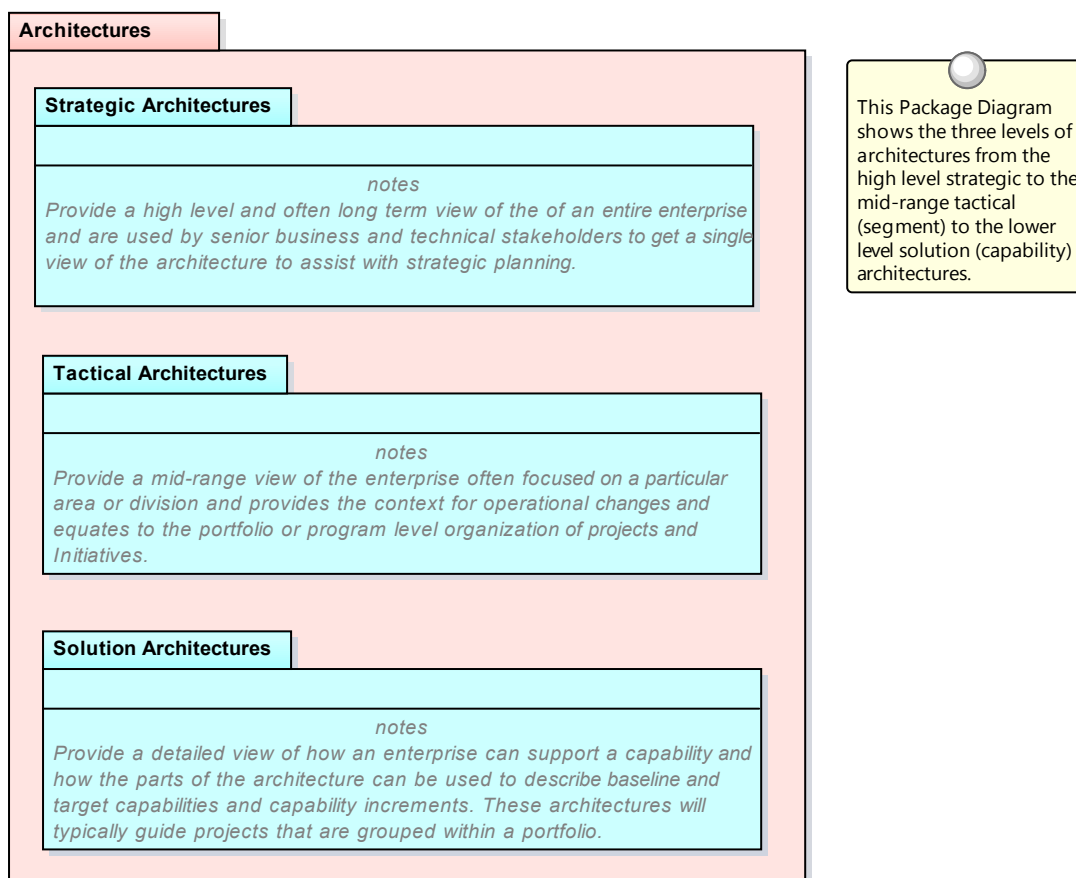 Architectures
Strategic Architectures
notes
Provide a high level and often long term view of the of an entire enterprise
and are used by senior business and technical stakeholders to get a single
view of the architecture to assist with strategic planning.
Tactical Architectures
notes
Provide a mid-range view of the enterprise often focused on a particular
area or division and provides the context for operational changes and
equates to the portfolio or program level organization of projects and
Initiatives.
Solution Architectures
notes
Provide a detailed view of how an enterprise can support a capability and
how the parts of the architecture can be used to describe baseline and
target capabilities and capability increments. These architectures will
typically guide projects that are grouped within a portfolio.
This Package Diagram
shows the three levels of
architectures from the
high level strategic to the
mid-range tactical
(segment) to the lower
level solution (capability)
architectures.